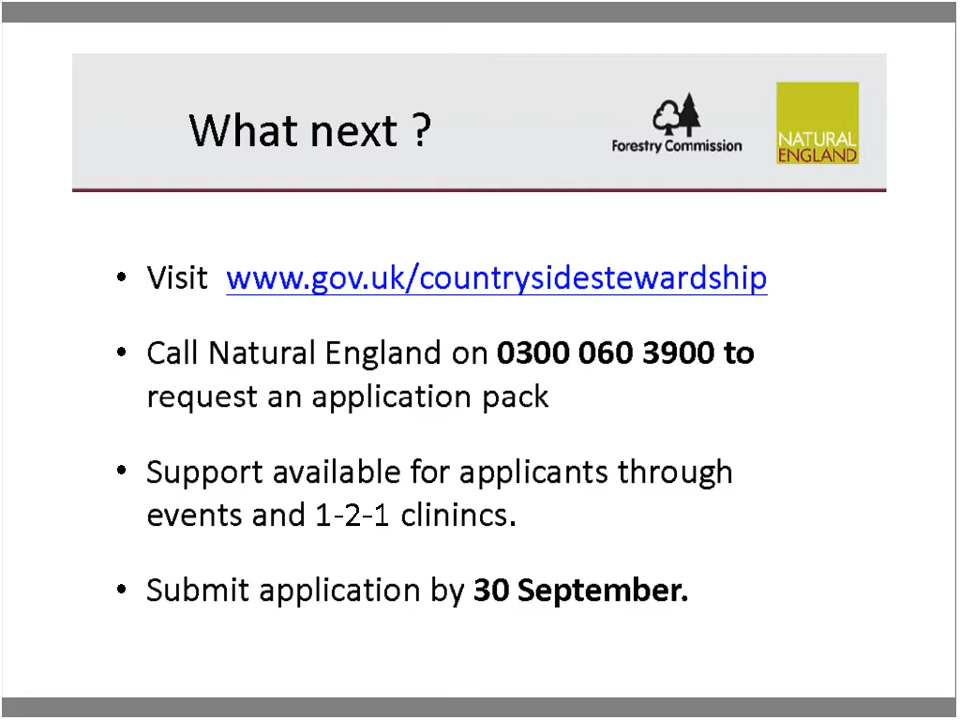 What next ?
Forestry Commission
NATURAL
ENGLAND
• Visit www.gov.uk/countrysidestewardship
• Call Natural England on 0300 060 3900 to
request an application pack
• Support available for applicants through
events and 1-2-1 clinincs.
• Submit application by 30 September.